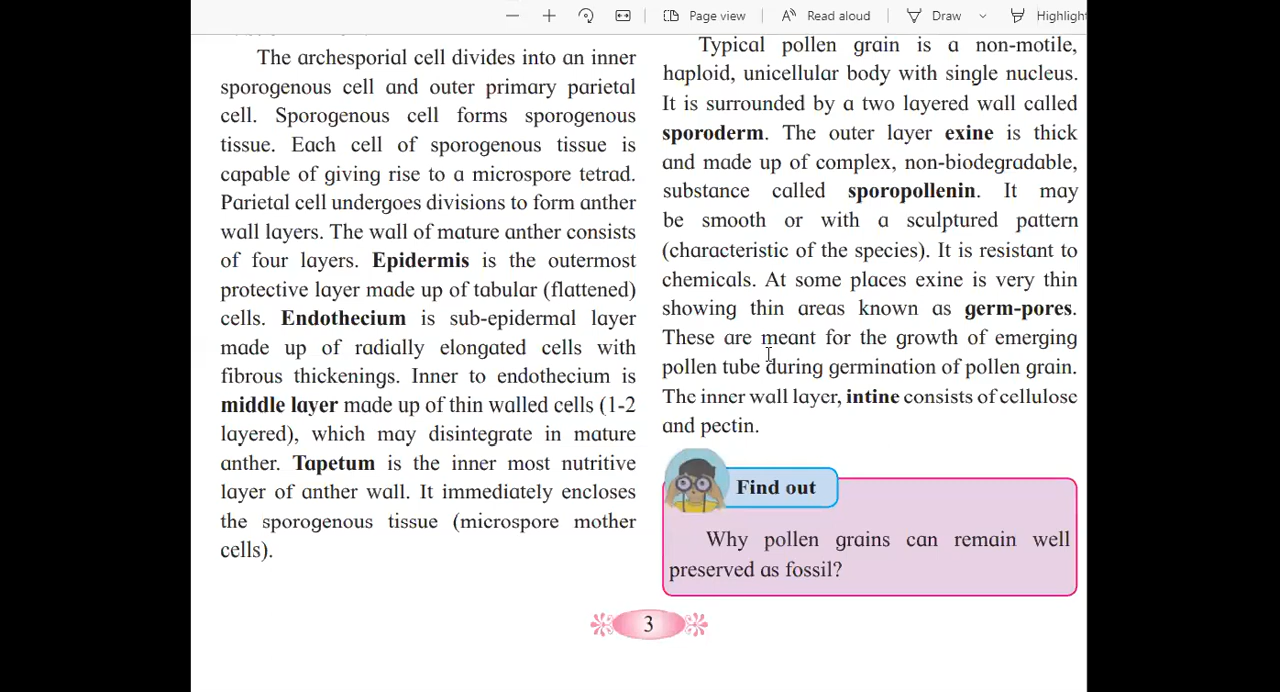 Page view
Read aloud
Draw
Highlight
The archesporial cell divides into an inner
sporogenous cell and outer primary parietal
cell. Sporogenous cell forms sporogenous
tissue. Each cell of sporogenous tissue is
capable of giving rise to a microspore tetrad.
Parietal cell undergoes divisions to form anther
wall layers. The wall of mature anther consists
of four layers. Epidermis is the outermost
protective layer made up of tabular (flattened)
cells. Endothecium is sub-epidermal layer
made up of radially elongated cells with
fibrous thickenings. Inner to endothecium is
middle layer made up of thin walled cells (1-2
layered), which may disintegrate in mature
anther. Tapetum is the inner most nutritive
layer of anther wall. It immediately encloses
the sporogenous tissue (microspore mother
cells).
Typical pollen grain is a non-motile,
haploid, unicellular body with single nucleus.
It is surrounded by a two layered wall called
sporoderm. The outer layer exine is thick
and made up of complex, non-biodegradable,
substance called sporopollenin. It may
be smooth or with a sculptured pattern
(characteristic of the species). It is resistant to
chemicals. At some places exine is very thin
showing thin areas known as germ-pores.
These are meant for the growth of emerging
pollen tube during germination of pollen grain.
The inner wall layer, intine consists of cellulose
and pectin.
Find out
Why pollen grains can remain well
preserved as fossil?
3